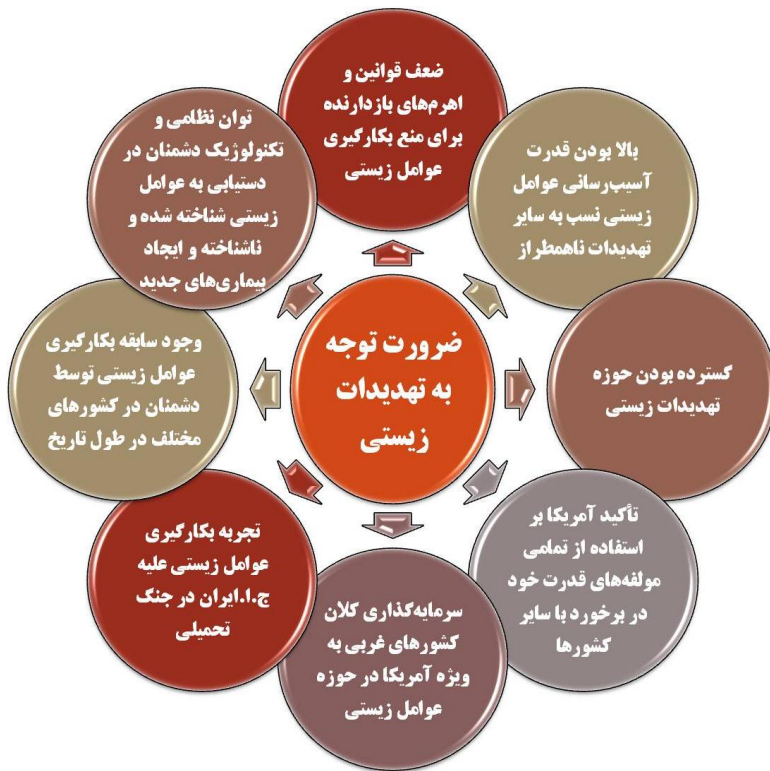 ضرورت توجه
به تهدیدات
زیستی
ضعف قوانین و
اهرم‌های بازدارنده
برای منع بکارگیری
عوامل زیستی
بالا بودن قدرت
آسیب‌رسانی عوامل
زیستی نسبت به سایر
تهدیدات ناهمطراز
گسترده بودن حوزه
تهدیدات زیستی
تأکید آمریکا بر
استفاده از تمامی
مولفه‌های قدرت خود
در برخورد با سایر
کشورها
سرمایه‌گذاری کلان
کشورهای غربی به
ویژه آمریکا در حوزه
عوامل زیستی
تجربه بکارگیری
عوامل زیستی علیه
ج.ا.ایران در جنگ
تحمیلی
وجود سابقه بکارگیری
عوامل زیستی توسط
دشمنان در کشورهای
مختلف در طول تاریخ
توان نظامی و
تکنولوژیک دشمنان در
دستیابی به عوامل
زیستی شناخته شده و
ناشناخته و ایجاد
بیماری‌های جدید